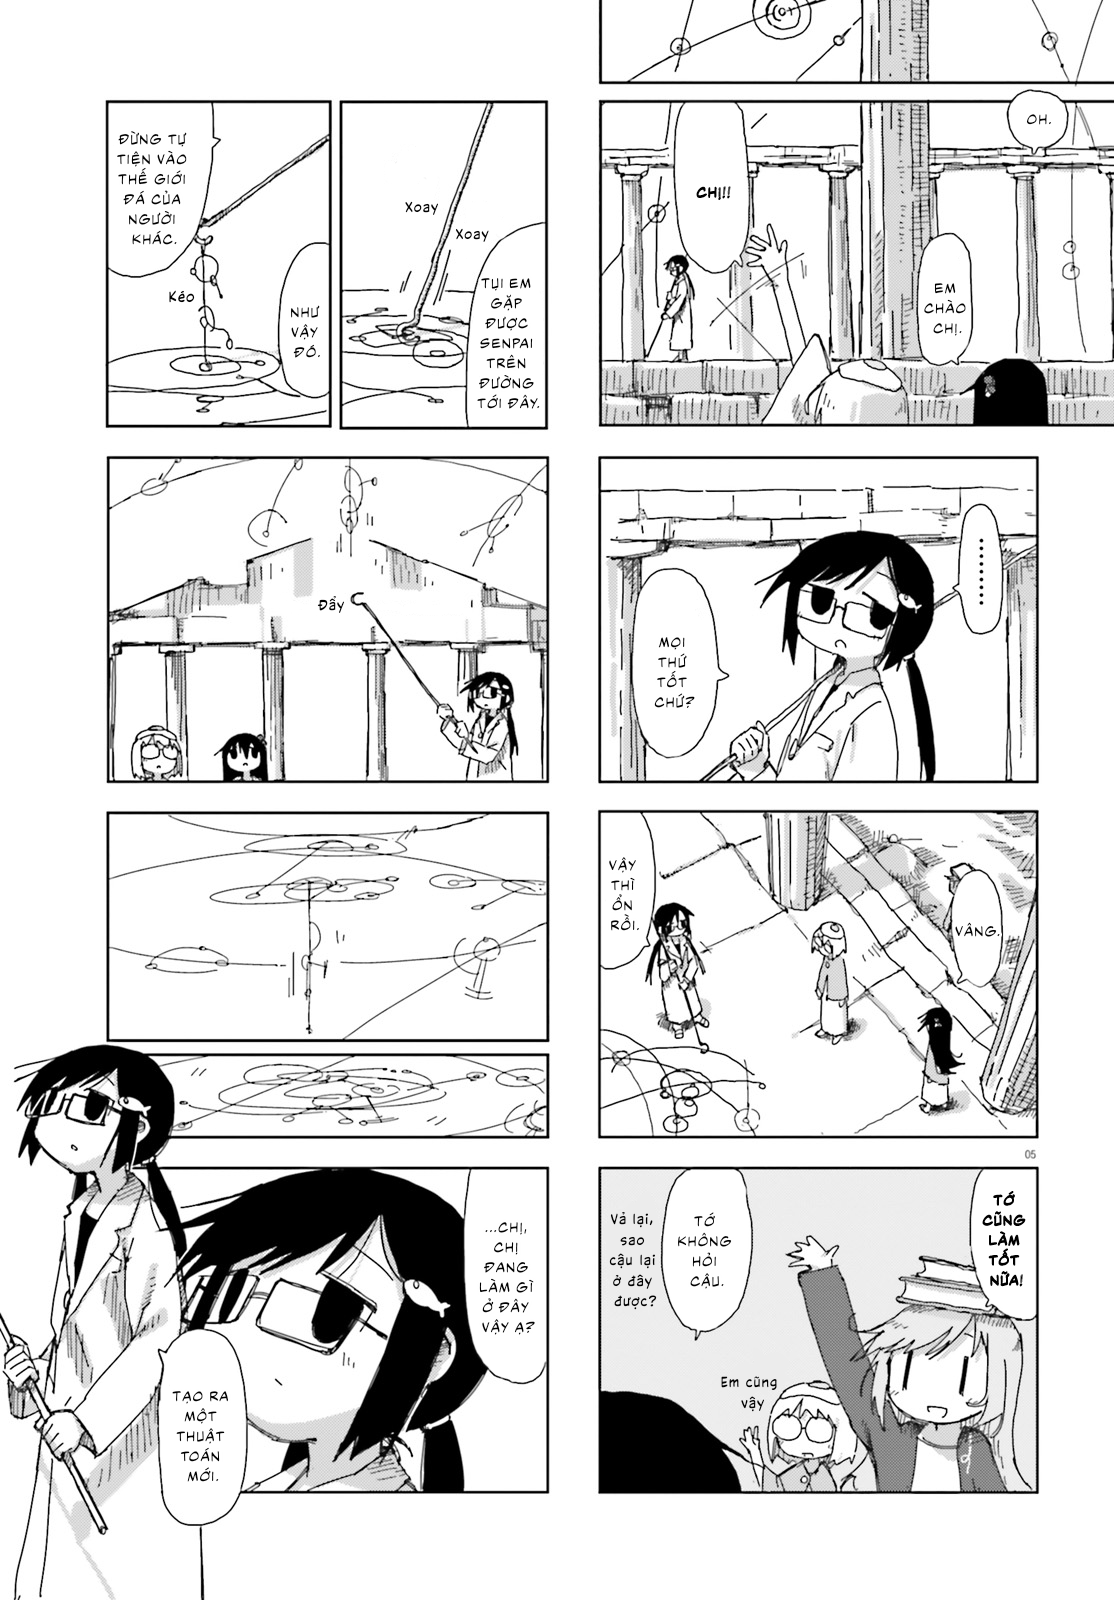 OH.
CHỊ!!
EM
CHÀO
CHỊ.
.........
MỌI
THỨ
TỐT
CHỨ?
VÂNG.
VẬY
THÌ
ỔN
RỒI.
05
TỚ
CŨNG
LÀM
TỐT
NỮA!
TỚ
KHÔNG
HỎI
CẬU.
Vả lại,
sao
cậu lại
ở đây
được?
Em cũng
vậy
TỤI EM
GẶP
ĐƯỢC
SENPAI
TRÊN
ĐƯỜNG
TỚI ĐÂY.
Xoay
Xoay
NHƯ
VẬY
ĐÓ.
Kéo
ĐỪNG TỰ
TIỆN VÀO
THẾ GIỚI
ĐÁ CỦA
NGƯỜI
KHÁC.
Đẩy
...CHỊ,
CHỊ
ĐANG
LÀM GÌ
Ở ĐÂY
VẬY Ạ?
TẠO RA
MỘT
THUẬT
TOÁN
MỚI.